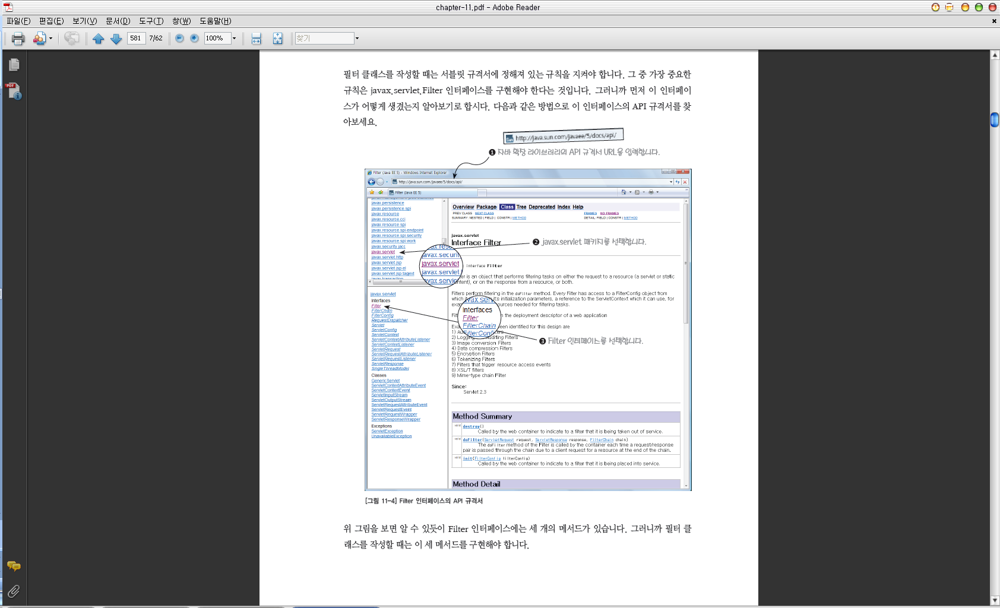 chapter-11.pdf - Adobe Reader
파일(F) 편집(E) 보기(V) 문서(D) 도구(T) 창(W) 도움말(H)
581 7/62 100% 찾기
필터 클래스를 작성할 때는 서블릿 규격서에 정해져 있는 규칙을 지켜야 합니다. 그 중 가장 중요한
규칙은 javax.servlet.Filter 인터페이스를 구현해야 한다는 것입니다. 그러니까 먼저 이 인터페이
스가 어떻게 생겼는지 알아보기로 합시다. 다음과 같은 방법으로 이 인터페이스의 API 규격서를 찾
아보세요.
http://java.sun.com/javaee/5/docs/api/
❶ 자바 확장 라이브러리의 API 규격서 URL을 입력합니다.
Filter (Java EE 5) - Windows Internet Explorer
http://java.sun.com/javaee/5/docs/api/
Filter (Java EE 5)
javax.persistence
javax.persistence.spi
javax.resource
javax.resource.cci
javax.resource.spi
javax.resource.spi.endpoint
javax.resource.spi.security
javax.resource.spi.work
javax.security.jacc
javax.servlet
javax.servlet.http
javax.servlet.jsp
javax.servlet.jsp.el
javax.servlet.jsp.tagext
javax.transaction
javax.servlet
Interfaces
Filter
FilterChain
FilterConfig
RequestDispatcher
Servlet
ServletConfig
ServletContext
ServletContextAttributeListener
ServletContextListener
ServletRequest
ServletRequestAttributeListener
ServletRequestListener
ServletResponse
SingleThreadModel
Classes
GenericServlet
ServletContextAttributeEvent
ServletContextEvent
ServletInputStream
ServletOutputStream
ServletRequestAttributeEvent
ServletRequestEvent
ServletRequestWrapper
ServletResponseWrapper
Exceptions
ServletException
UnavailableException
Overview Package Class Tree Deprecated Index Help
PREV CLASS NEXT CLASS FRAMES NO FRAMES
SUMMARY: NESTED | FIELD | CONSTR | METHOD DETAIL: FIELD | CONSTR | METHOD
javax.servlet
Interface Filter
❷ javax.servlet 패키지를 선택합니다.
javax.securit
javax.servlet
javax.servlet.
javax.servle
interface Filter
er is an object that performs filtering tasks on either the request to a resource (a servlet or static
ontent), or on the response from a resource, or both.
Filters perform filtering in the doFilter method. Every Filter has access to a FilterConfig object from
which it it's initialization parameters, a reference to the ServletContext which it can use, for
exa ources needed for filtering tasks.
Interfaces
Filter
FilterChain
FilterConf
Fil n the deployment descriptor of a web application
Exa een identified for this design are
1) Au ters
2) Logging Auditing Filters
3) Image conversion Filters
4) Data compression Filters
5) Encryption Filters
6) Tokenizing Filters
7) Filters that trigger resource access events
8) XSL/T filters
9) Mime-type chain Filter
❸ Filter 인터페이스를 선택합니다.
Since:
Servlet 2.3
Method Summary
void destroy()
Called by the web container to indicate to a filter that it is being taken out of service.
void doFilter(ServletRequest request, ServletResponse response, FilterChain chain)
The doFilter method of the Filter is called by the container each time a request/response
pair is passed through the chain due to a client request for a resource at the end of the chain.
void init(FilterConfig filterConfig)
Called by the web container to indicate to a filter that it is being placed into service.
Method Detail
[그림 11-4] Filter 인터페이스의 API 규격서
위 그림을 보면 알 수 있듯이 Filter 인터페이스에는 세 개의 메서드가 있습니다. 그러니까 필터 클
래스를 작성할 때는 이 세 메서드를 구현해야 합니다.